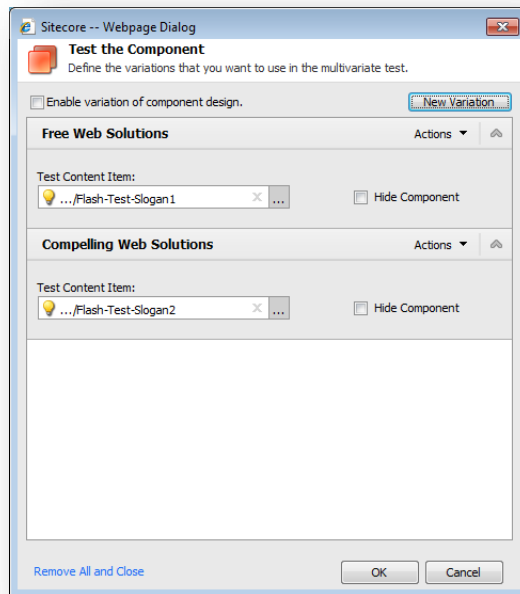 Sitecore -- Webpage Dialog
Test the Component
Define the variations that you want to use in the multivariate test.
Enable variation of component design.
New Variation
Free Web Solutions
Actions
Test Content Item:
.../Flash-Test-Slogan1
...
Hide Component
Compelling Web Solutions
Actions
Test Content Item:
.../Flash-Test-Slogan2
...
Hide Component
Remove All and Close
OK
Cancel